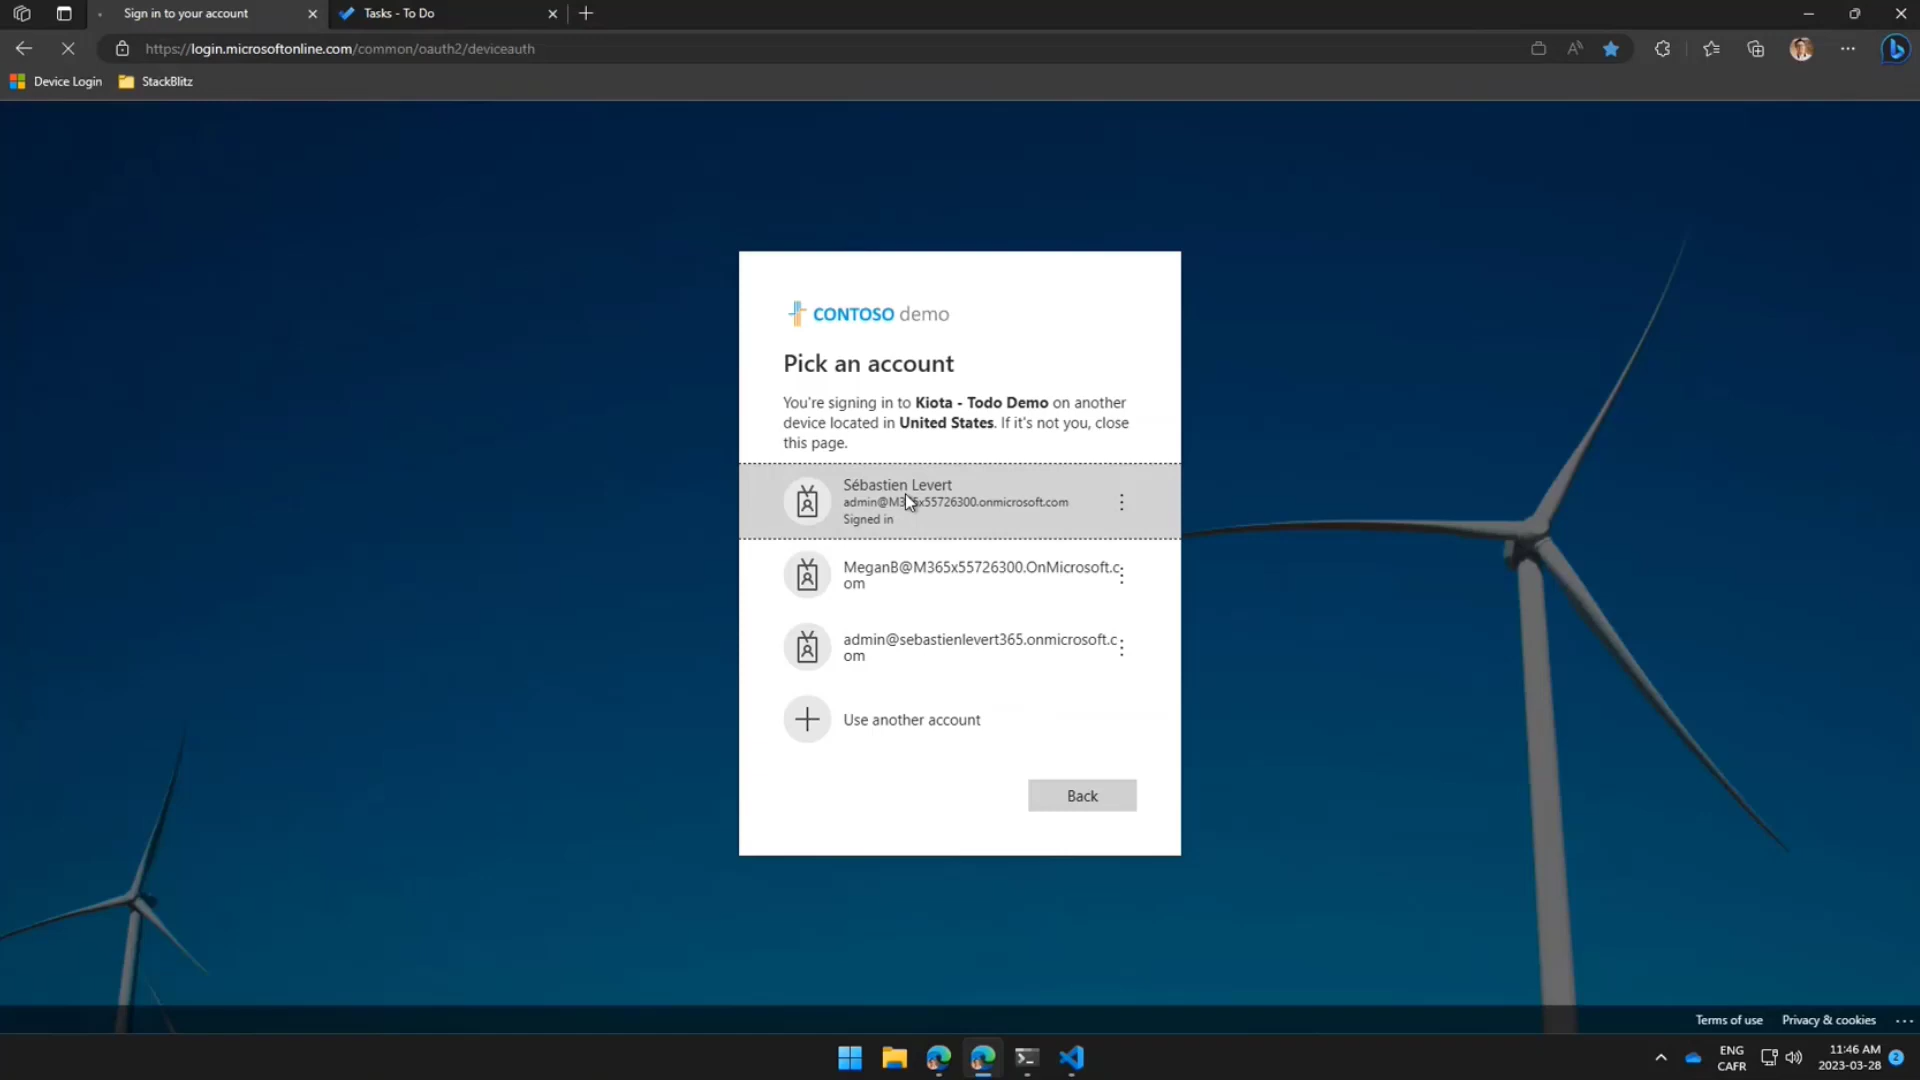 Sign in to your account
Tasks - To Do
https://login.microsoftonline.com/common/oauth2/deviceauth
Device Login
StackBlitz
CONTOSO demo
Pick an account
You're signing in to Kiota - Todo Demo on another
device located in United States. If it's not you, close
this page.
Sébastien Levert
admin@M365x55726300.onmicrosoft.com
Signed in
MeganB@M365x55726300.OnMicrosoft.c
om
admin@sebastienlevert365.onmicrosoft.c
om
Use another account
Back
Terms of use
Privacy & cookies
ENG
CAFR
11:46 AM
2023-03-28
2